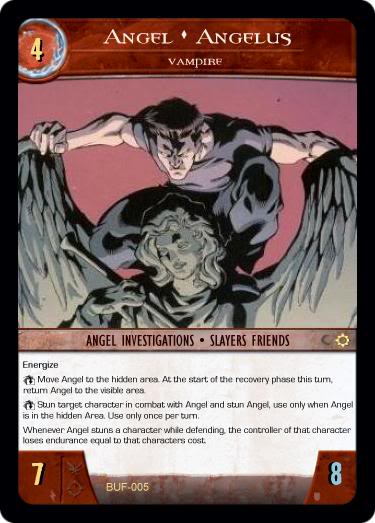 4
Angel ♦ Angelus
vampire
ANGEL INVESTIGATIONS • SLAYERS FRIENDS
Energize
Move Angel to the hidden area. At the start of the recovery phase this turn,
return Angel to the visible area.
Stun target character in combat with Angel and stun Angel, use only when Angel
is in the hidden Area. Use only once per turn.
Whenever Angel stuns a character while defending, the controller of that character
loses endurance equal to that characters cost.
7
BUF-005
8